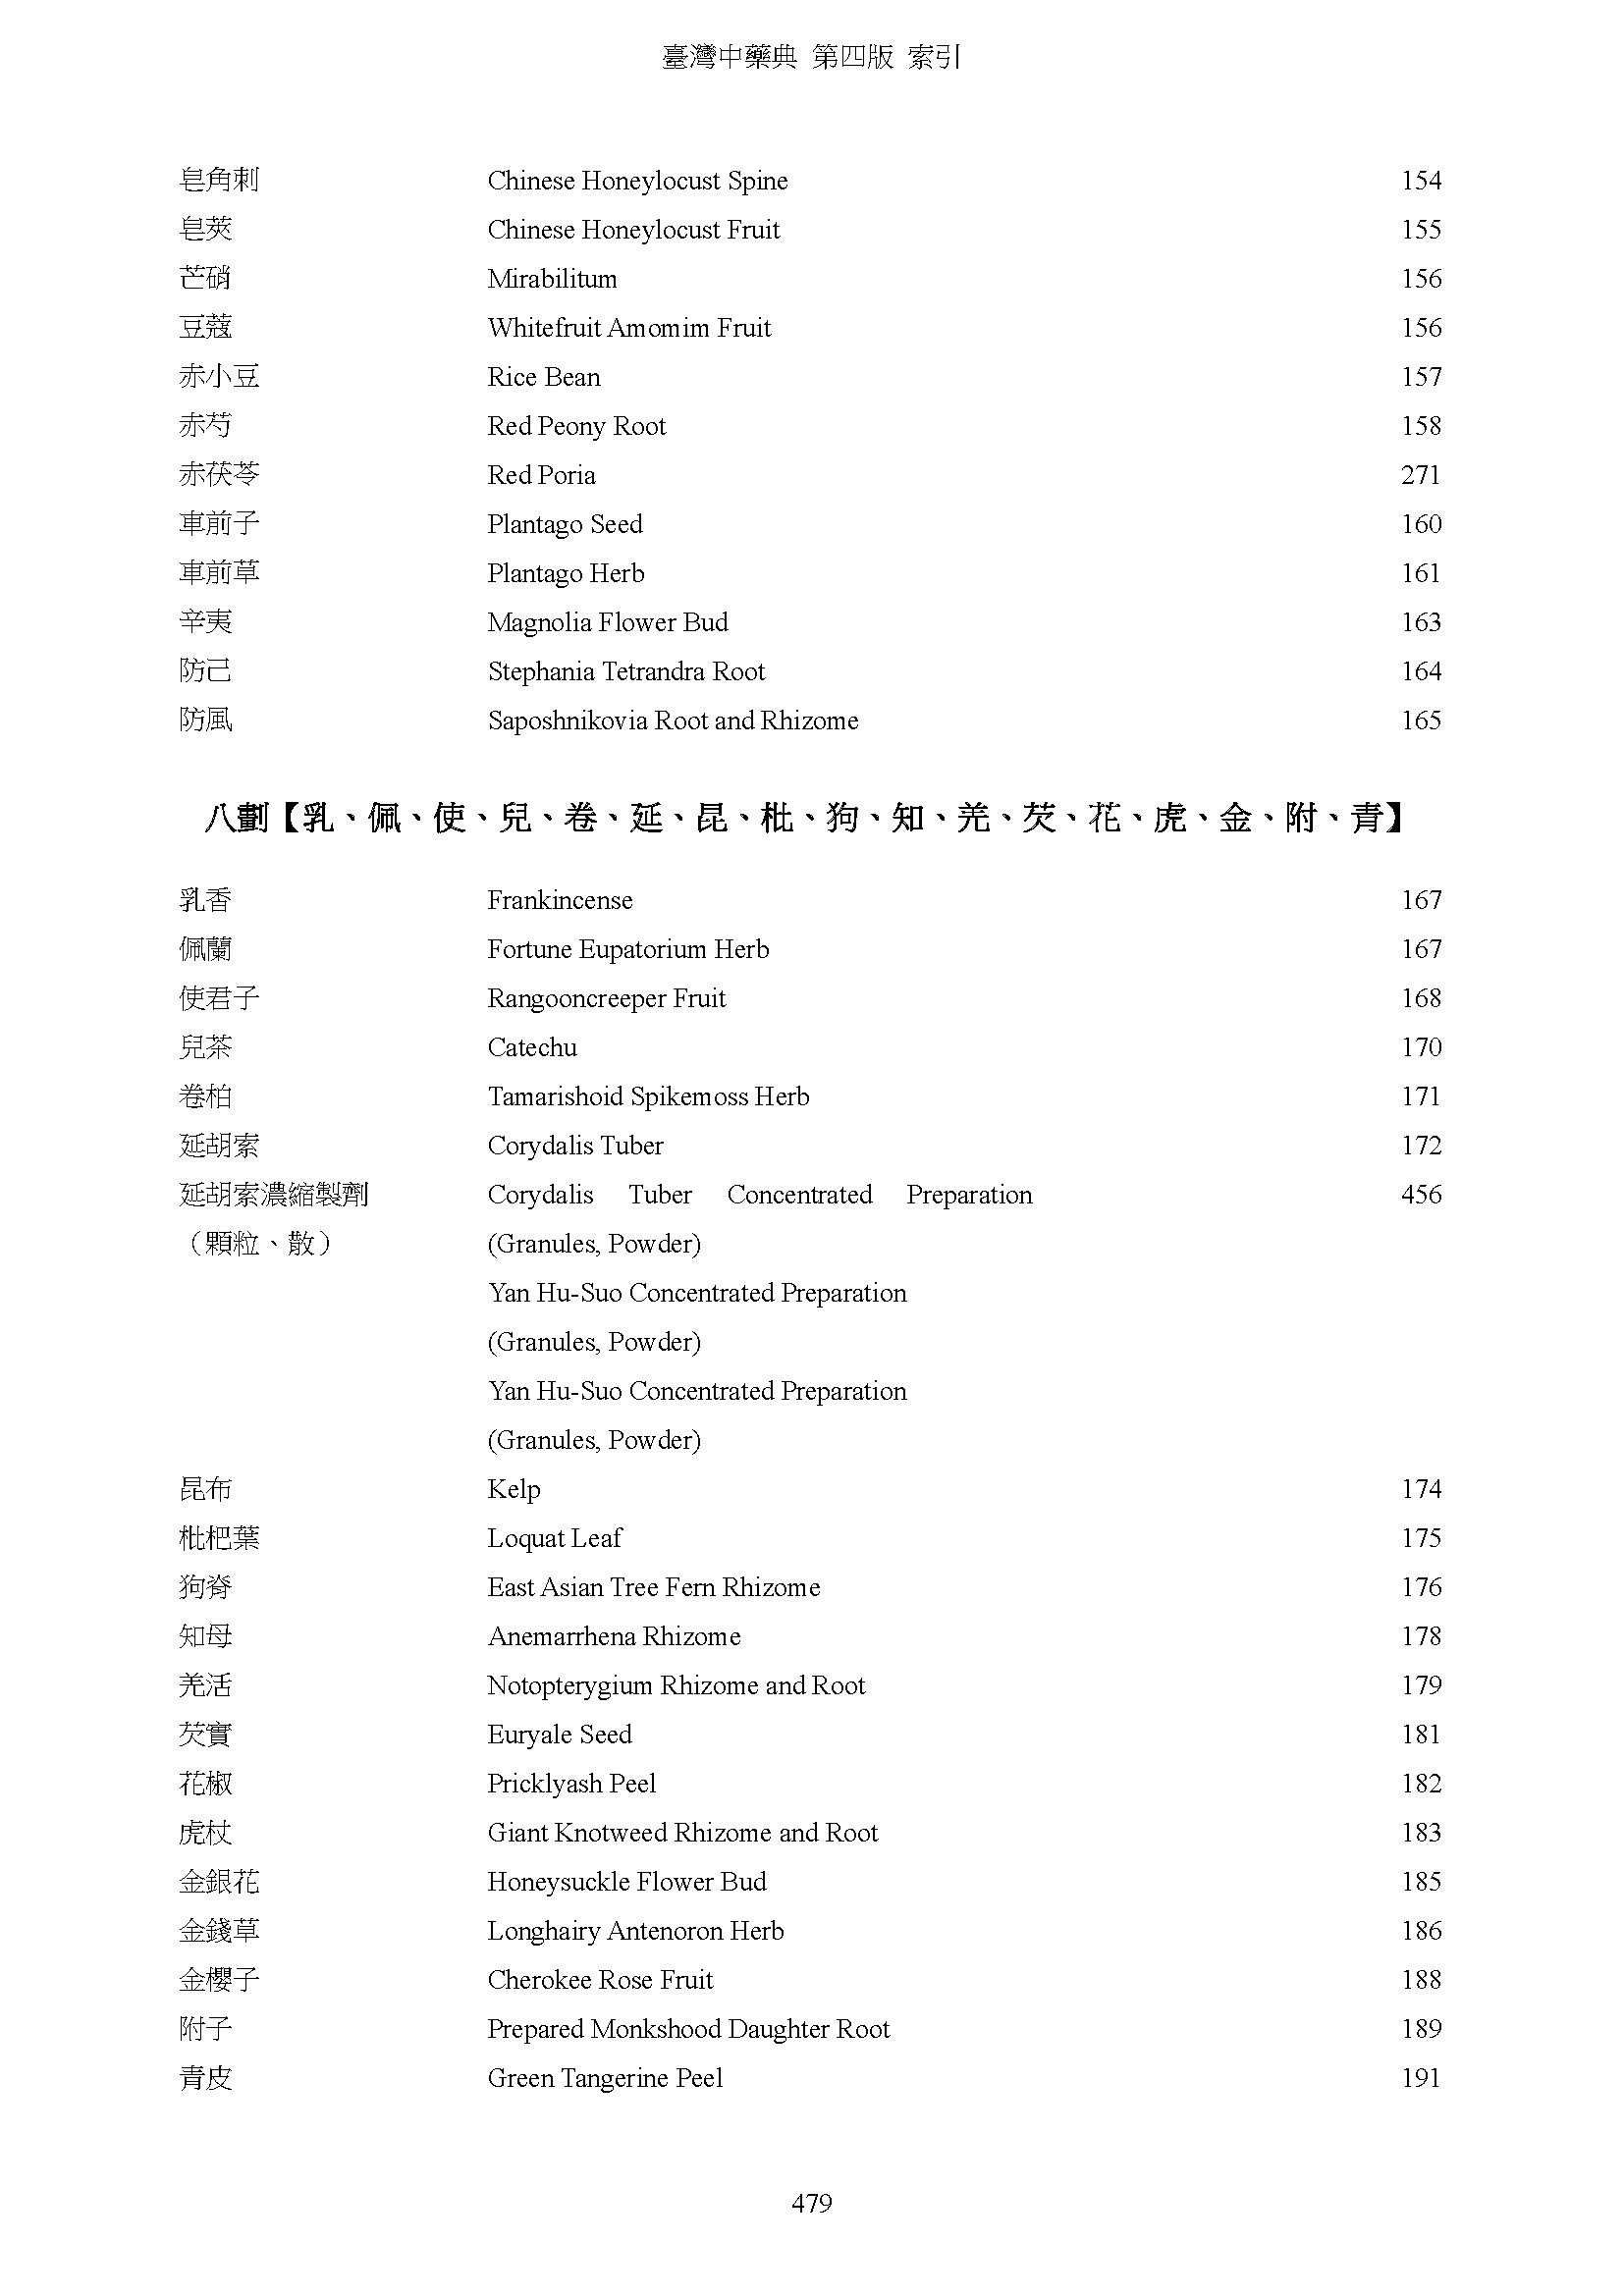 臺灣中藥典 第四版 索引
皂角刺 Chinese Honeylocust Spine 154
皂莢 Chinese Honeylocust Fruit 155
芒硝 Mirabilitum 156
豆蔻 Whitefruit Amomim Fruit 156
赤小豆 Rice Bean 157
赤芍 Red Peony Root 158
赤茯苓 Red Poria 271
車前子 Plantago Seed 160
車前草 Plantago Herb 161
辛夷 Magnolia Flower Bud 163
防己 Stephania Tetrandra Root 164
防風 Saposhnikovia Root and Rhizome 165
八劃【乳、佩、使、兒、卷、延、昆、枇、狗、知、羌、芡、花、虎、金、附、青】
乳香 Frankincense 167
佩蘭 Fortune Eupatorium Herb 167
使君子 Rangooncreeper Fruit 168
兒茶 Catechu 170
卷柏 Tamarishoid Spikemoss Herb 171
延胡索 Corydalis Tuber 172
延胡索濃縮製劑 Corydalis Tuber Concentrated Preparation 456
（顆粒、散） (Granules, Powder)
Yan Hu-Suo Concentrated Preparation
(Granules, Powder)
Yan Hu-Suo Concentrated Preparation
(Granules, Powder)
昆布 Kelp 174
枇杷葉 Loquat Leaf 175
狗脊 East Asian Tree Fern Rhizome 176
知母 Anemarrhena Rhizome 178
羌活 Notopterygium Rhizome and Root 179
芡實 Euryale Seed 181
花椒 Pricklyash Peel 182
虎杖 Giant Knotweed Rhizome and Root 183
金銀花 Honeysuckle Flower Bud 185
金錢草 Longhairy Antenoron Herb 186
金櫻子 Cherokee Rose Fruit 188
附子 Prepared Monkshood Daughter Root 189
青皮 Green Tangerine Peel 191
479